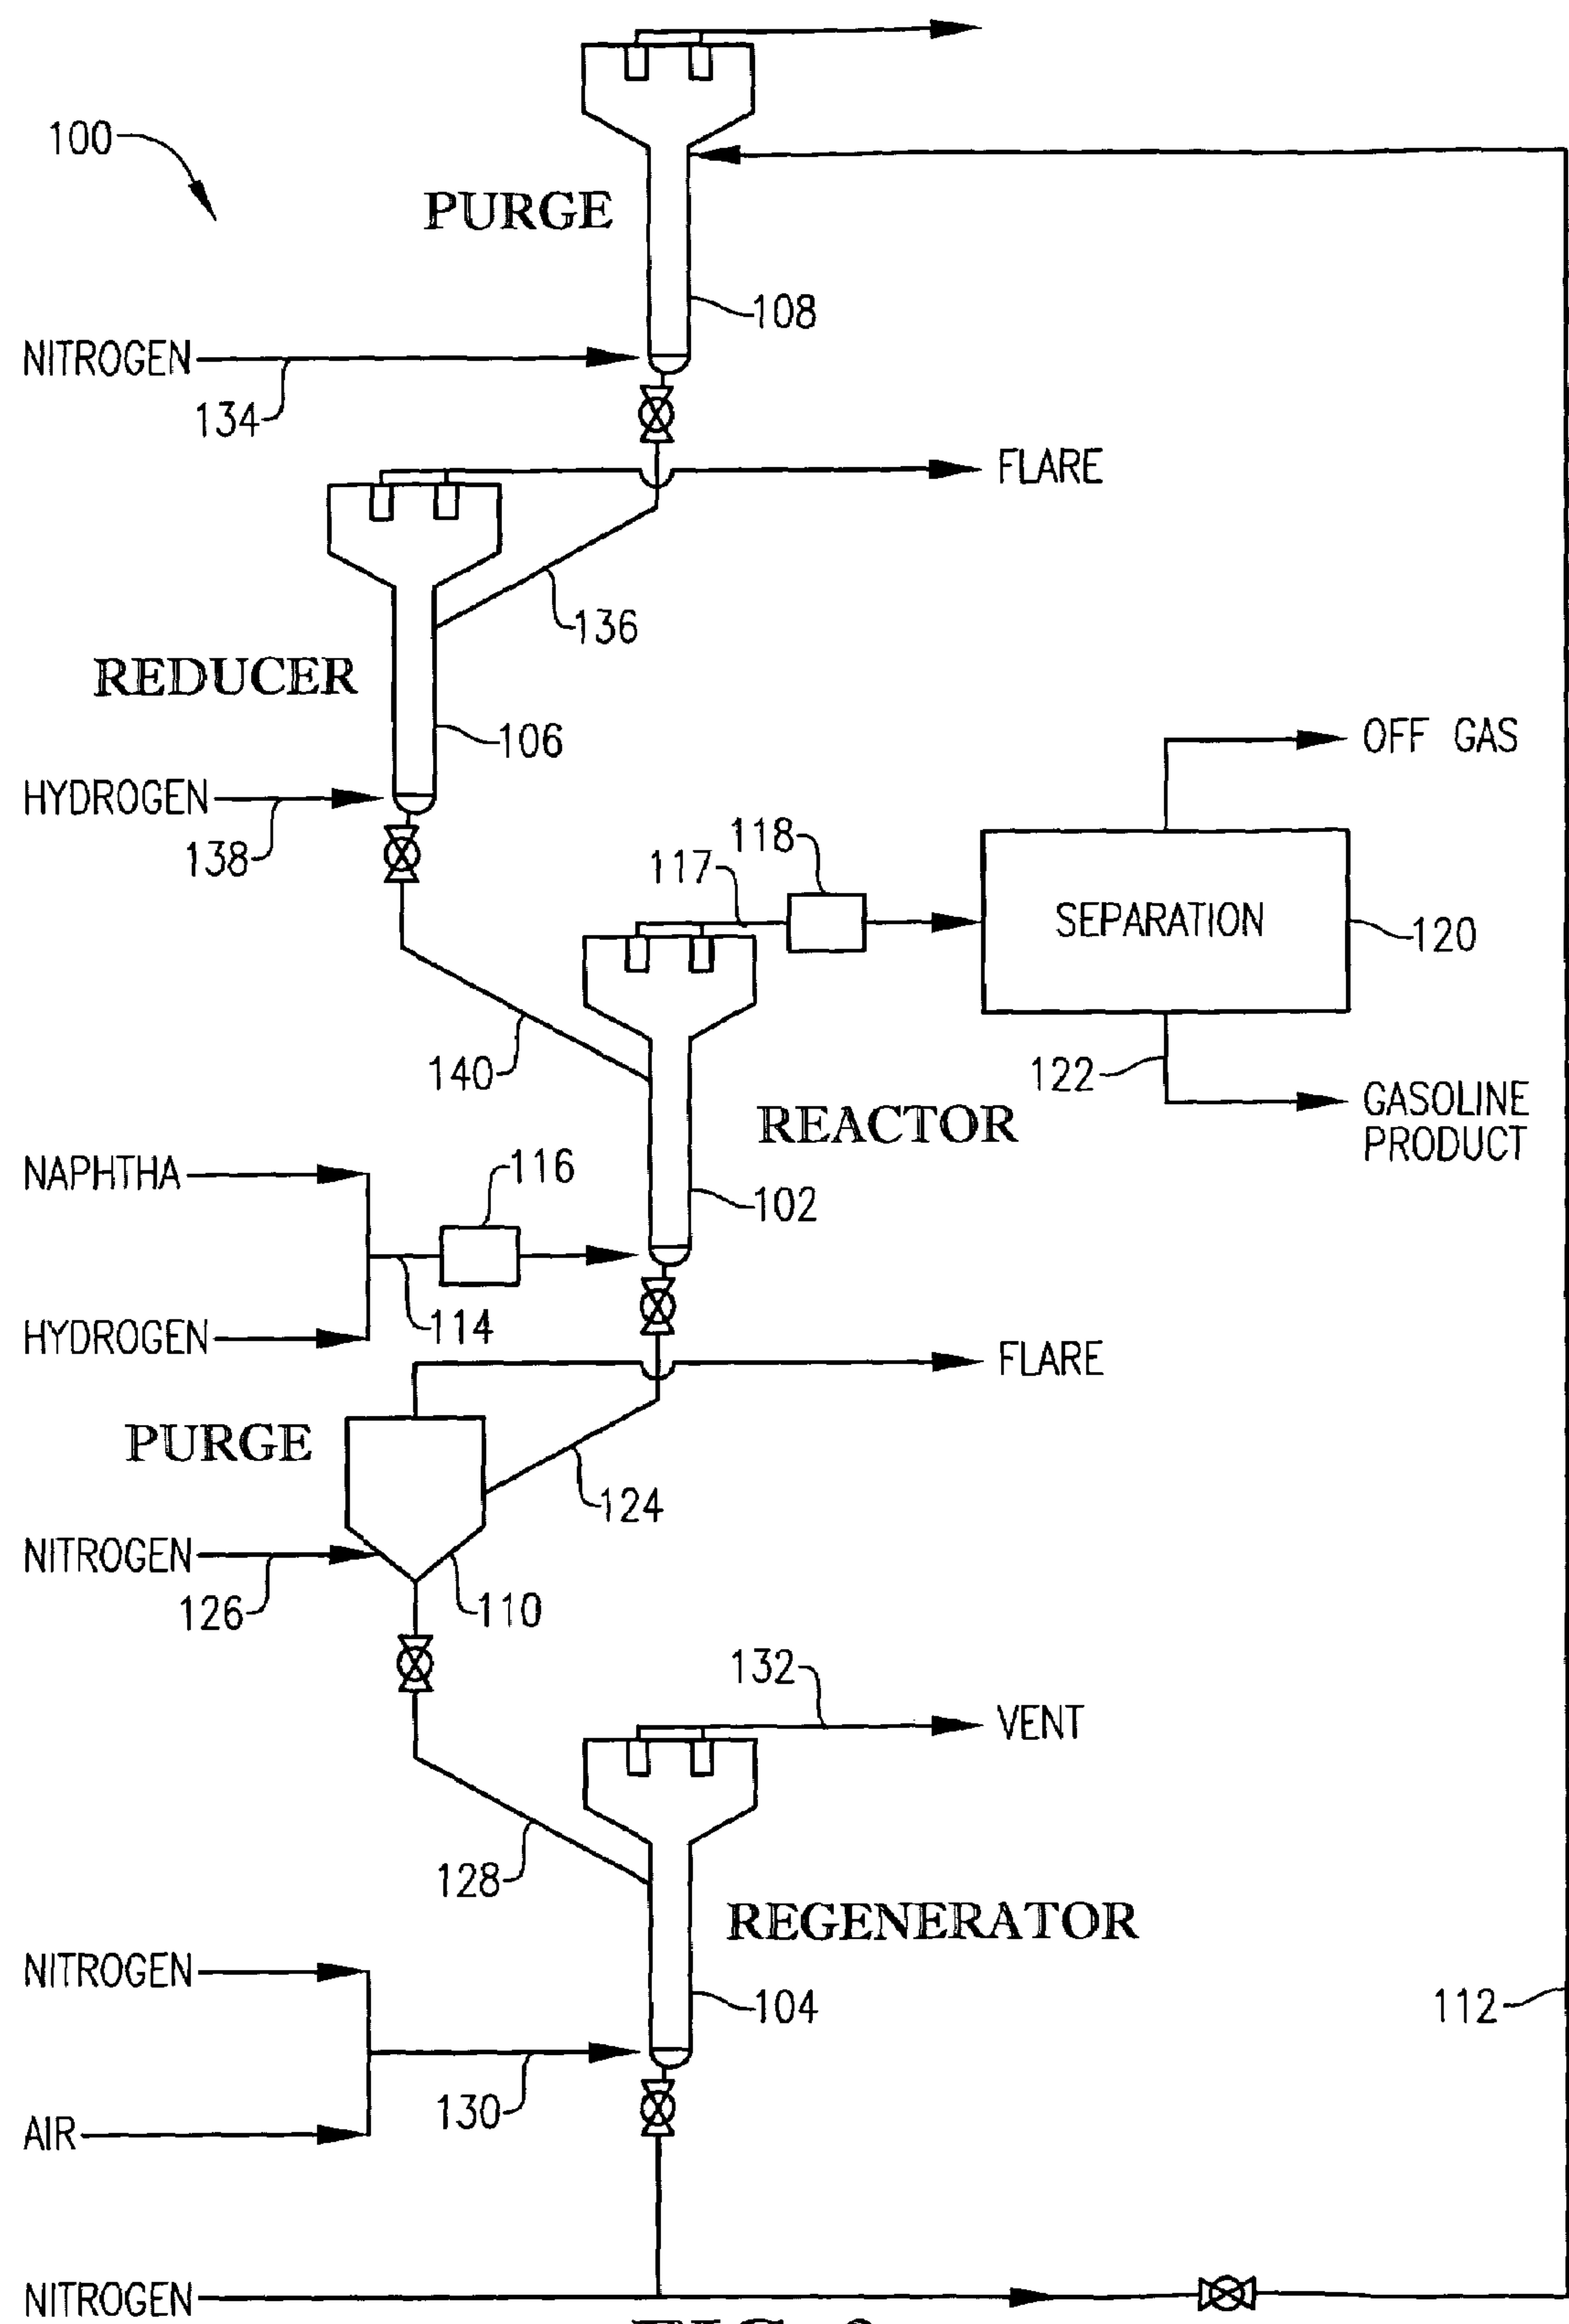 100
PURGE
108
NITROGEN
134
FLARE
136
REDUCER
106
OFF GAS
HYDROGEN
138
118
117
SEPARATION
120
140
122
GASOLINE
PRODUCT
REACTOR
NAPHTHA
116
102
114
HYDROGEN
FLARE
PURGE
124
NITROGEN
126
110
132
VENT
128
REGENERATOR
NITROGEN
104
112
130
AIR
NITROGEN